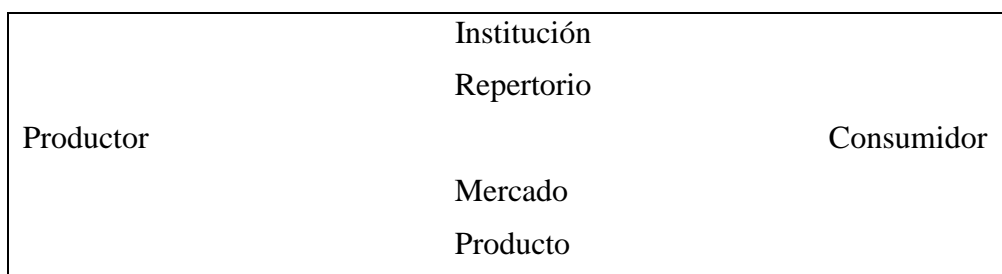 Institución
Repertorio
Productor Consumidor
Mercado
Producto